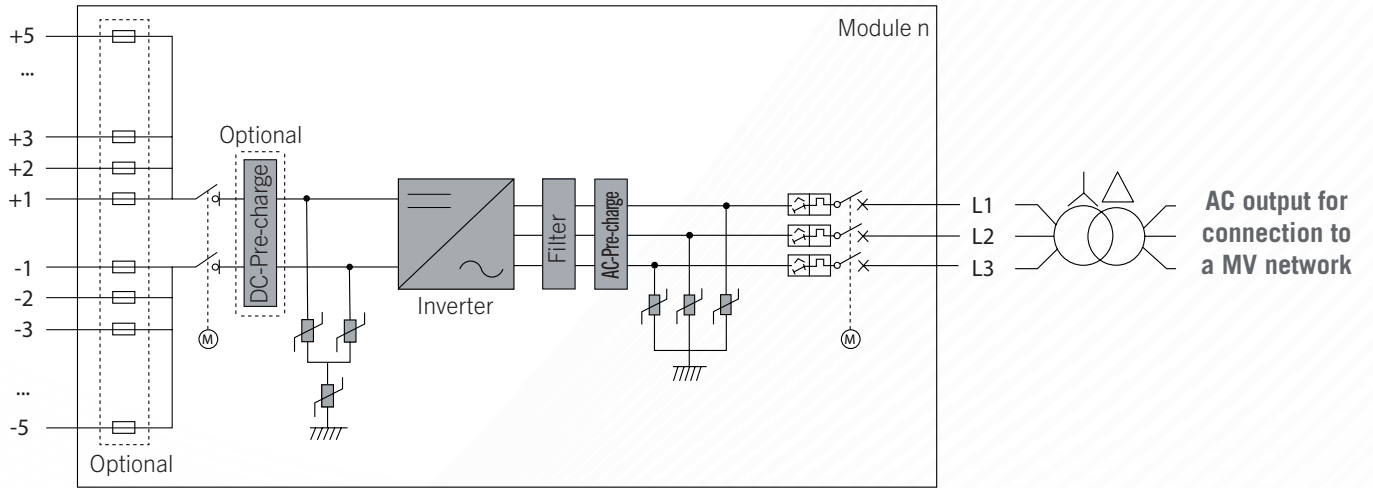 Module n
+5
...
+3
+2
+1
-1
-2
-3
...
-5
Optional
Optional
DC-Pre-charge
M
Inverter
Filter
AC-Pre-charge
M
L1
L2
L3
AC output for
connection to
a MV network